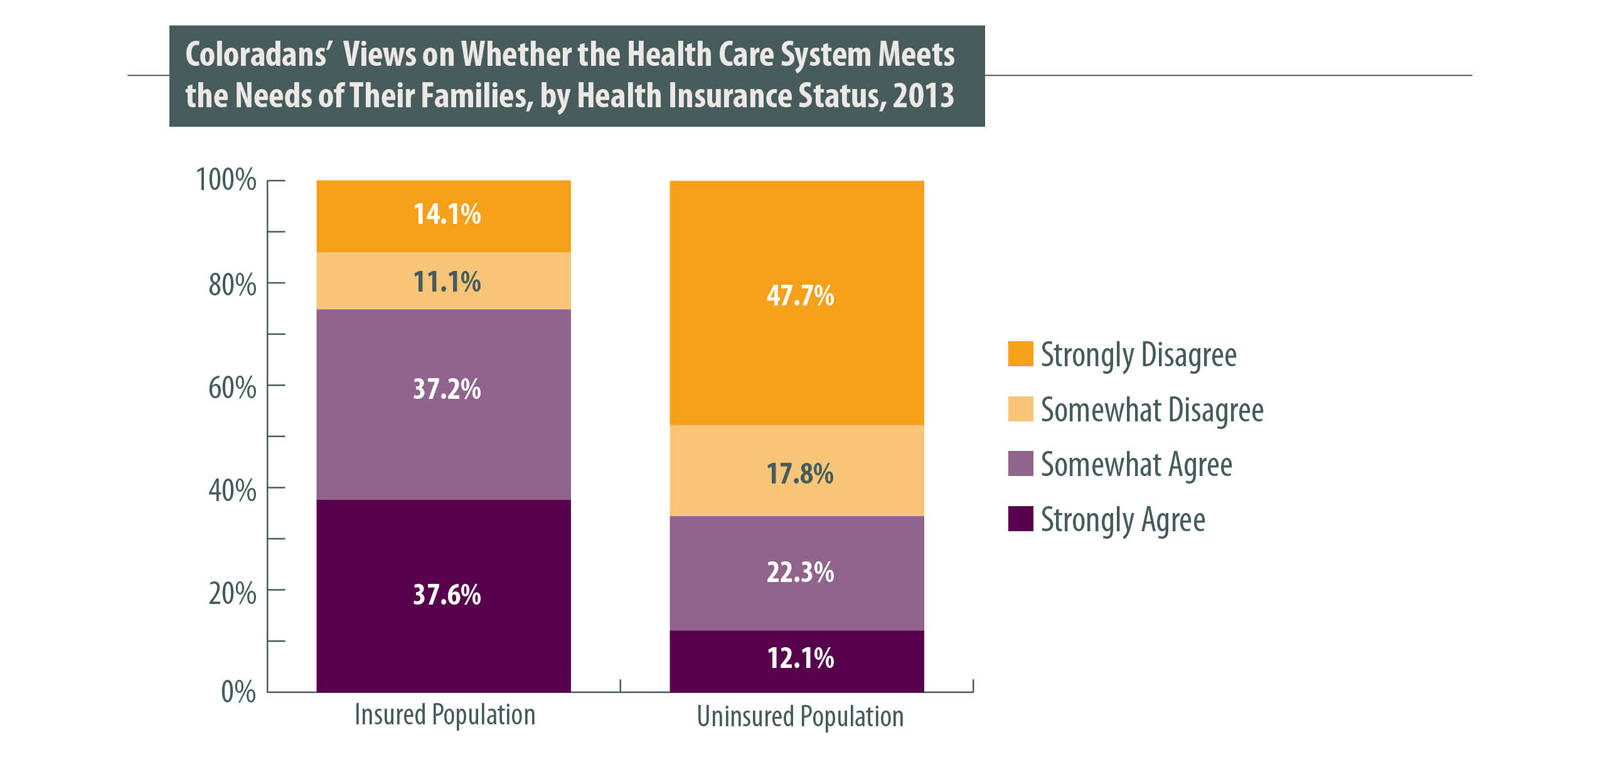 Coloradans’ Views on Whether the Health Care System Meets
the Needs of Their Families, by Health Insurance Status, 2013
100%
80%
60%
40%
20%
0%
14.1%
11.1%
37.2%
37.6%
47.7%
17.8%
22.3%
12.1%
Insured Population
Uninsured Population
Strongly Disagree
Somewhat Disagree
Somewhat Agree
Strongly Agree